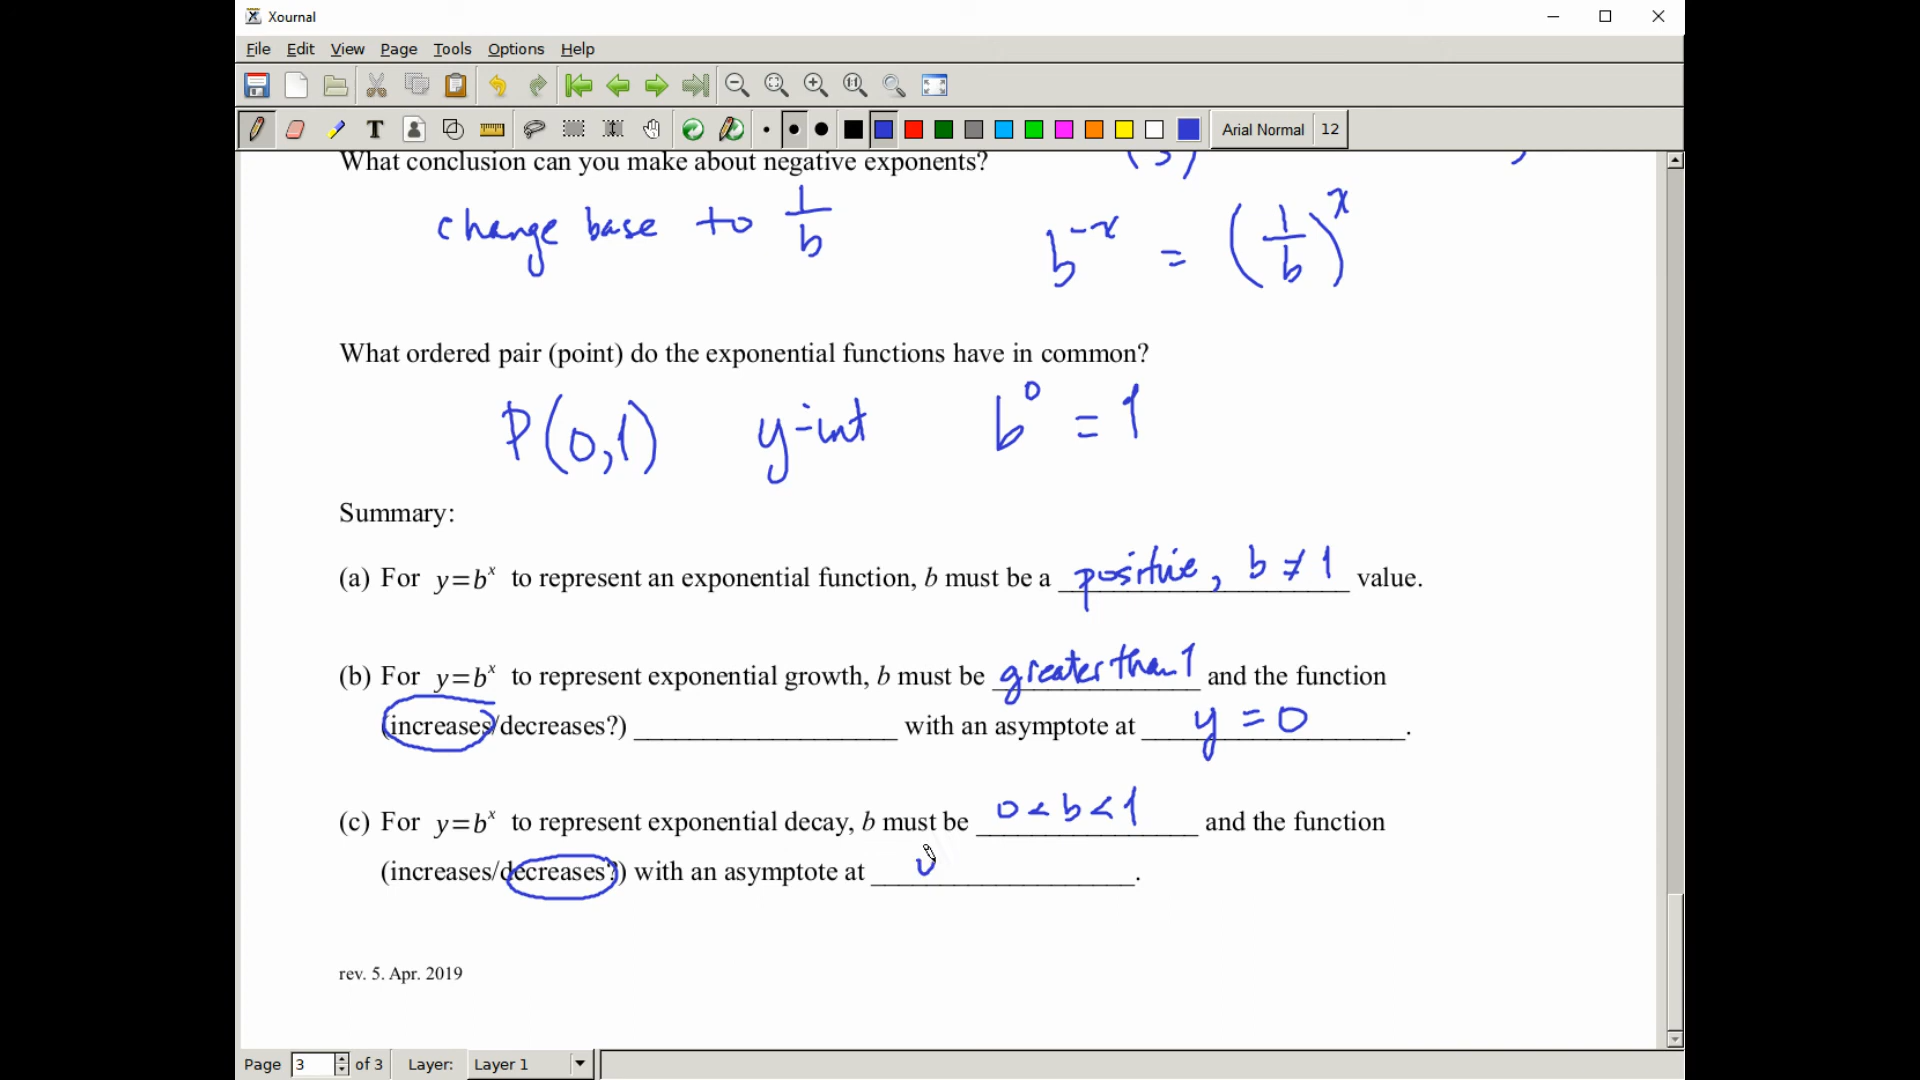 Xournal
File Edit View Page Tools Options Help
Arial Normal 12
What conclusion can you make about negative exponents?
change base to 1/b b^-x = (1/b)^x
What ordered pair (point) do the exponential functions have in common?
P(0,1) y-int b^0 = 1
Summary:
(a) For y=b^x to represent an exponential function, b must be a positive, b ≠ 1 value.
(b) For y=b^x to represent exponential growth, b must be greater than 1 and the function
(increases/decreases?) ____________________ with an asymptote at y = 0.
(c) For y=b^x to represent exponential decay, b must be 0 < b < 1 and the function
(increases/decreases?) with an asymptote at ____________________.
rev. 5. Apr. 2019
Page 3 of 3 Layer: Layer 1